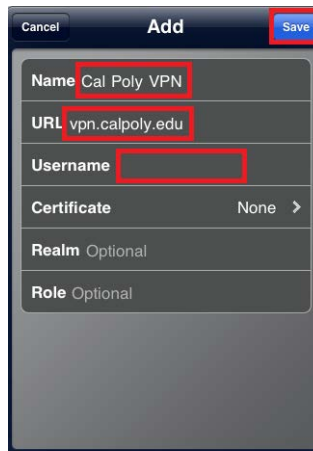 Cancel Add Save
Name Cal Poly VPN
URL vpn.calpoly.edu
Username
Certificate None >
Realm Optional
Role Optional